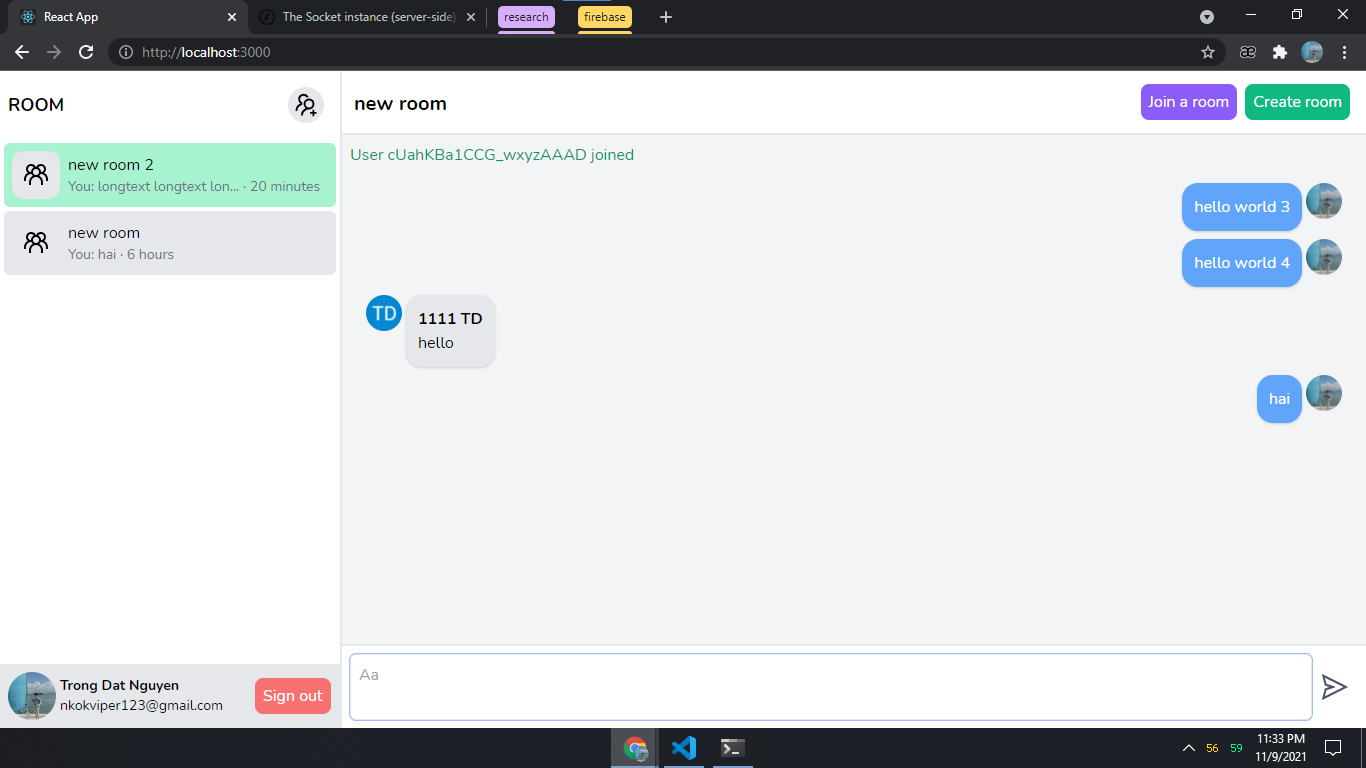 React App
The Socket instance (server-side)
research
firebase
http://localhost:3000
ROOM
new room 2
You: longtext longtext lon... · 20 minutes
new room
You: hai · 6 hours
Trong Dat Nguyen
nkokviper123@gmail.com
Sign out
new room
Join a room
Create room
User cUahKBa1CCG_wxyzAAAD joined
hello world 3
hello world 4
TD
1111 TD
hello
hai
Aa
56
59
11:33 PM
11/9/2021